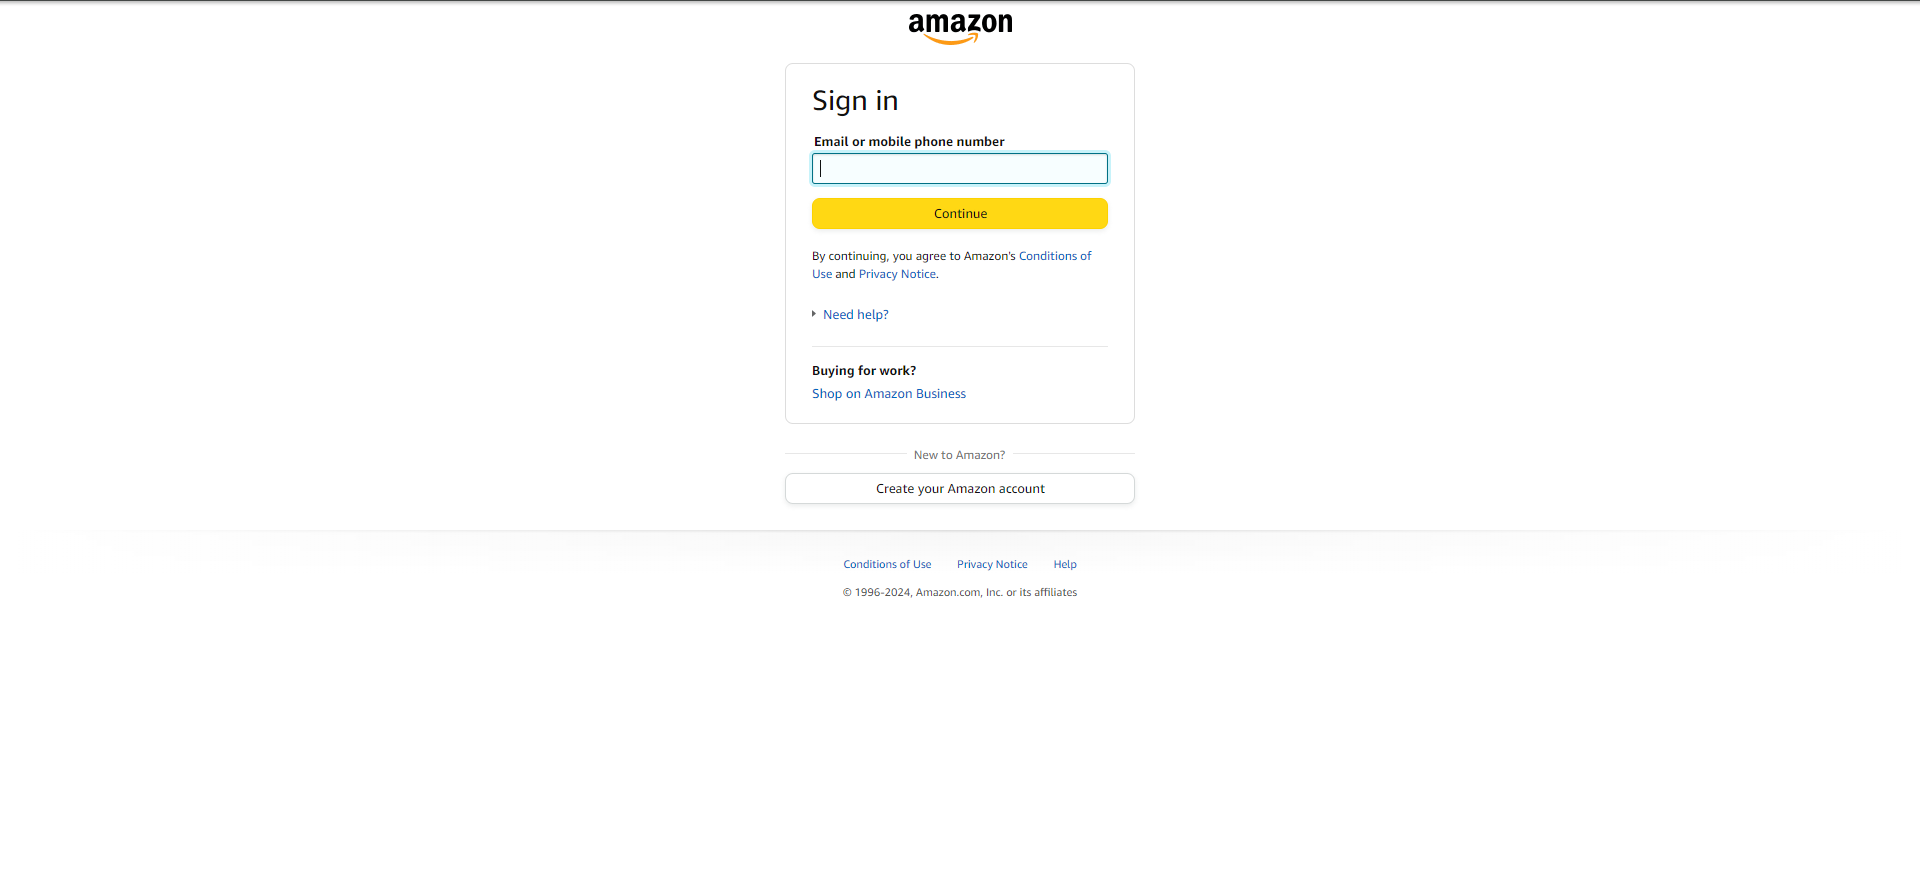 amazon
Sign in
Email or mobile phone number
Continue
By continuing, you agree to Amazon's Conditions of
Use and Privacy Notice.
Need help?
Buying for work?
Shop on Amazon Business
New to Amazon?
Create your Amazon account
Conditions of Use Privacy Notice Help
© 1996-2024, Amazon.com, Inc. or its affiliates